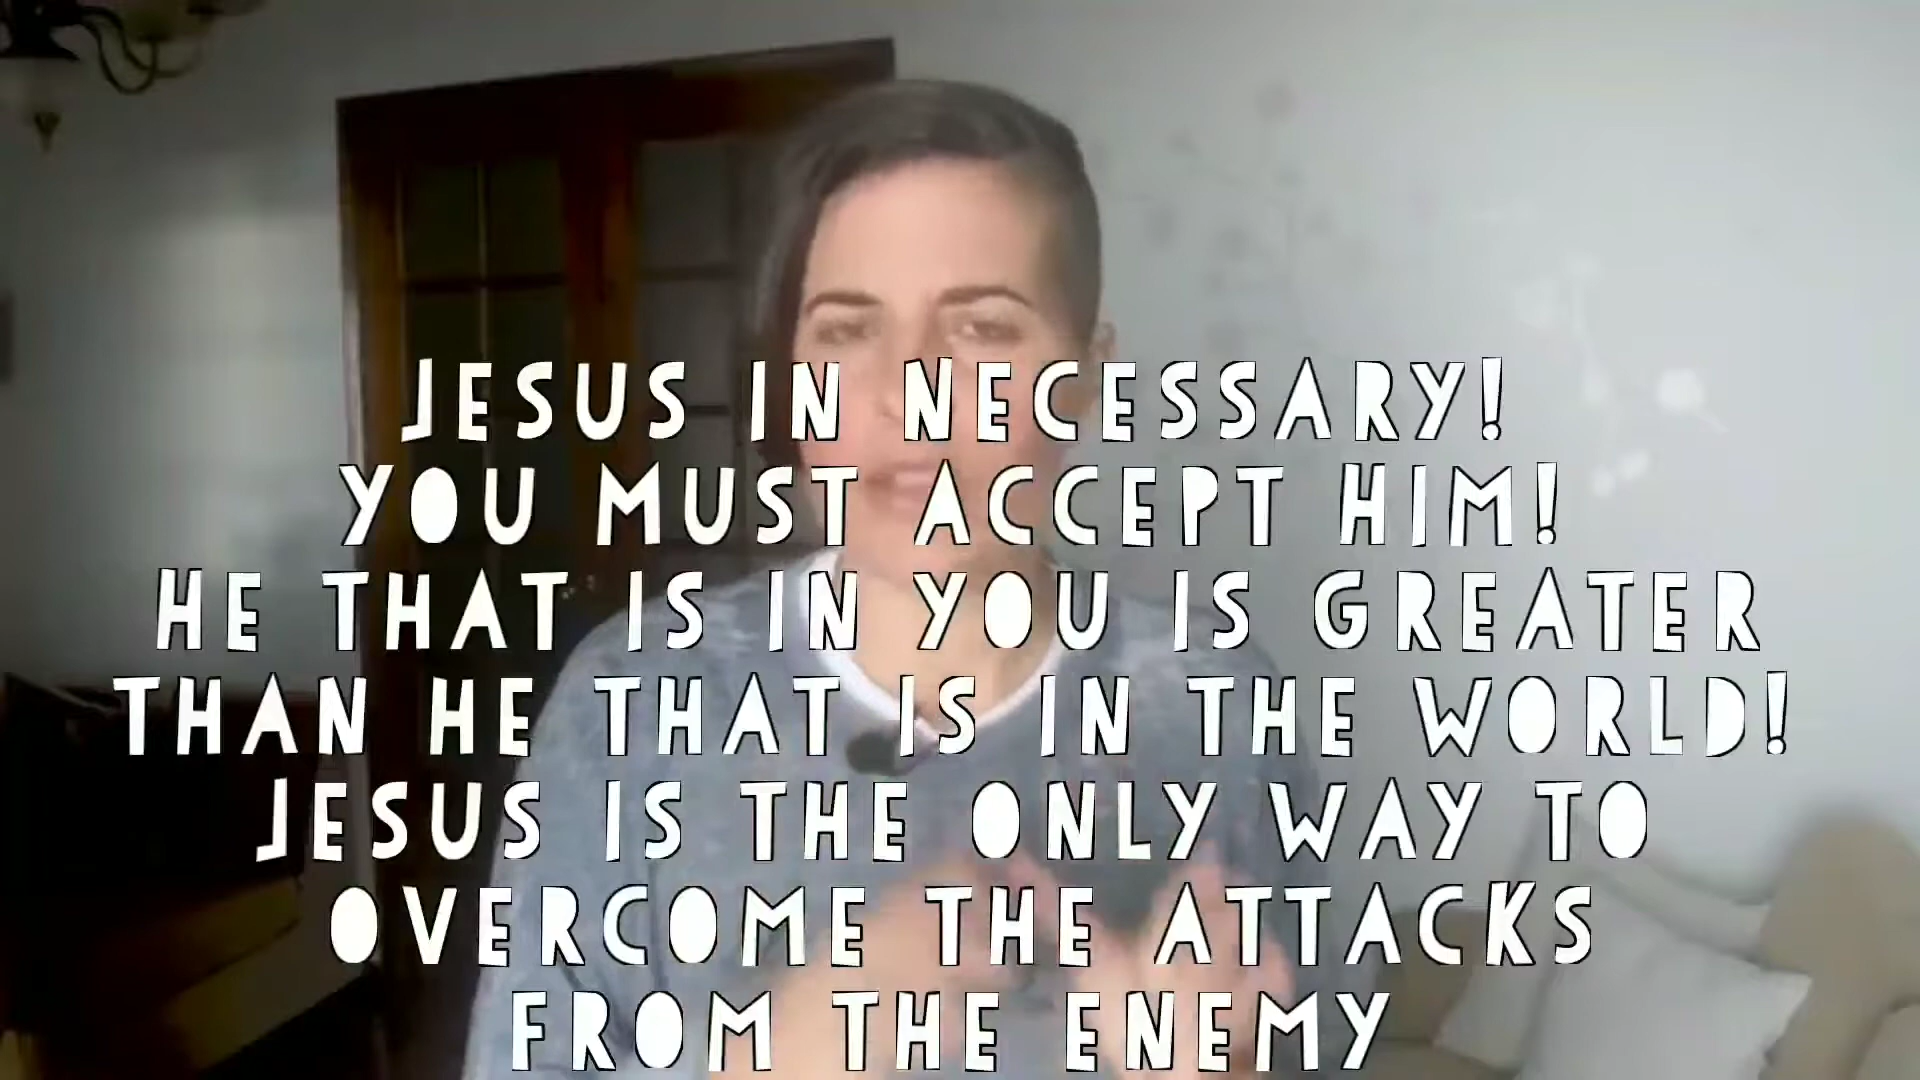 JESUS IN NECESSARY!
YOU MUST ACCEPT HIM!
HE THAT IS IN YOU IS GREATER
THAN HE THAT IS IN THE WORLD!
JESUS IS THE ONLY WAY TO
OVERCOME THE ATTACKS
FROM THE ENEMY